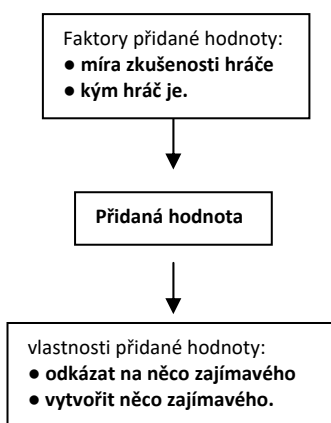 Faktory přidané hodnoty:
● míra zkušenosti hráče
● kým hráč je.
Přidaná hodnota
vlastnosti přidané hodnoty:
● odkázat na něco zajímavého
● vytvořit něco zajímavého.